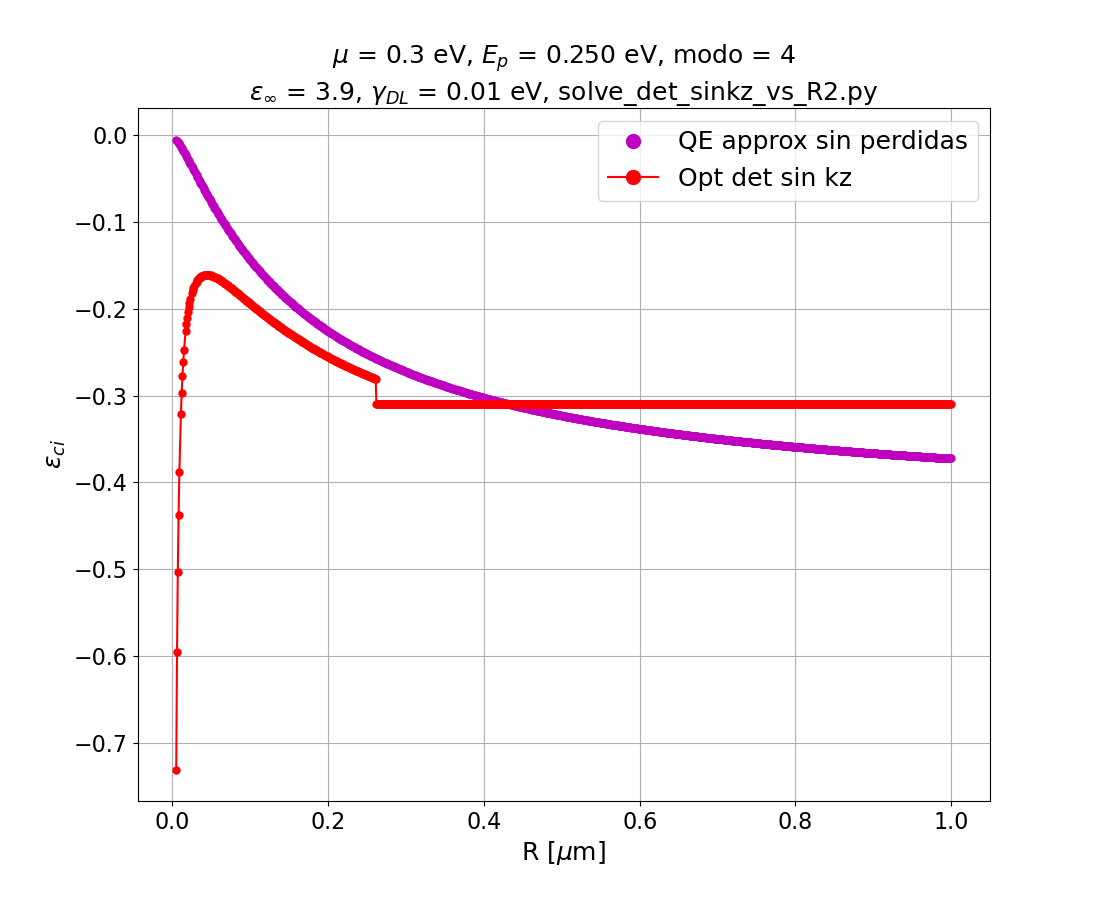 μ = 0.3 eV, E_p = 0.250 eV, modo = 4
ε_∞ = 3.9, γ_DL = 0.01 eV, solve_det_sinkz_vs_R2.py
QE approx sin perdidas
Opt det sin kz
0.0
−0.1
−0.2
−0.3
−0.4
−0.5
−0.6
−0.7
ε_ci
0.0 0.2 0.4 0.6 0.8 1.0
R [μm]